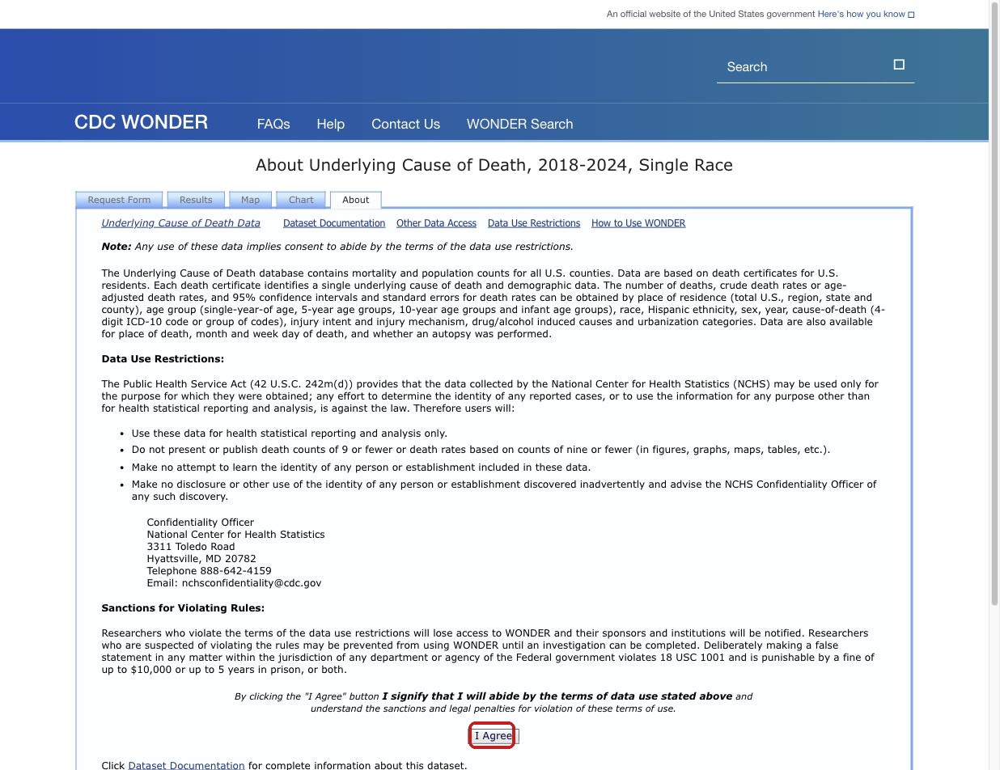 An official website of the United States government Here's how you know
Search
CDC WONDER FAQs Help Contact Us WONDER Search
About Underlying Cause of Death, 2018-2024, Single Race
Request Form Results Map Chart About
Underlying Cause of Death Data Dataset Documentation Other Data Access Data Use Restrictions How to Use WONDER
Note: Any use of these data implies consent to abide by the terms of the data use restrictions.
The Underlying Cause of Death database contains mortality and population counts for all U.S. counties. Data are based on death certificates for U.S.
residents. Each death certificate identifies a single underlying cause of death and demographic data. The number of deaths, crude death rates or age-
adjusted death rates, and 95% confidence intervals and standard errors for death rates can be obtained by place of residence (total U.S., region, state and
county), age group (single-year-of age, 5-year age groups, 10-year age groups and infant age groups), race, Hispanic ethnicity, sex, year, cause-of-death (4-
digit ICD-10 code or group of codes), injury intent and injury mechanism, drug/alcohol induced causes and urbanization categories. Data are also available
for place of death, month and week day of death, and whether an autopsy was performed.
Data Use Restrictions:
The Public Health Service Act (42 U.S.C. 242m(d)) provides that the data collected by the National Center for Health Statistics (NCHS) may be used only for
the purpose for which they were obtained; any effort to determine the identity of any reported cases, or to use the information for any purpose other than
for health statistical reporting and analysis, is against the law. Therefore users will:
• Use these data for health statistical reporting and analysis only.
• Do not present or publish death counts of 9 or fewer or death rates based on counts of nine or fewer (in figures, graphs, maps, tables, etc.).
• Make no attempt to learn the identity of any person or establishment included in these data.
• Make no disclosure or other use of the identity of any person or establishment discovered inadvertently and advise the NCHS Confidentiality Officer of
any such discovery.
Confidentiality Officer
National Center for Health Statistics
3311 Toledo Road
Hyattsville, MD 20782
Telephone 888-642-4159
Email: nchsconfidentiality@cdc.gov
Sanctions for Violating Rules:
Researchers who violate the terms of the data use restrictions will lose access to WONDER and their sponsors and institutions will be notified. Researchers
who are suspected of violating the rules may be prevented from using WONDER until an investigation can be completed. Deliberately making a false
statement in any matter within the jurisdiction of any department or agency of the Federal government violates 18 USC 1001 and is punishable by a fine of
up to $10,000 or up to 5 years in prison, or both.
By clicking the "I Agree" button I signify that I will abide by the terms of data use stated above and
understand the sanctions and legal penalties for violation of these terms of use.
I Agree
Click Dataset Documentation for complete information about this dataset.